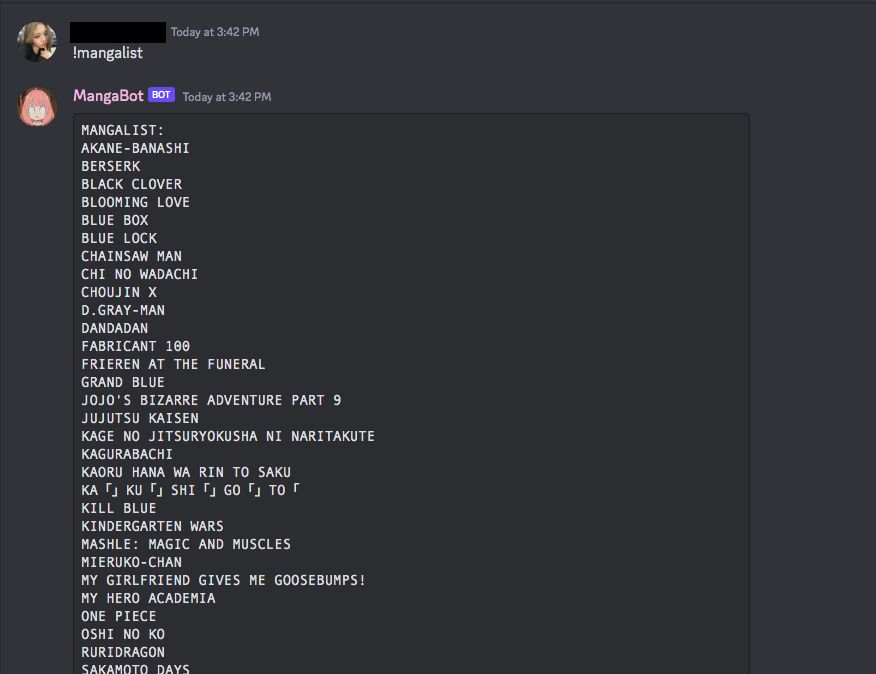 Today at 3:42 PM
!mangalist
MangaBot BOT Today at 3:42 PM
MANGALIST:
AKANE-BANASHI
BERSERK
BLACK CLOVER
BLOOMING LOVE
BLUE BOX
BLUE LOCK
CHAINSAW MAN
CHI NO WADACHI
CHOUJIN X
D.GRAY-MAN
DANDADAN
FABRICANT 100
FRIEREN AT THE FUNERAL
GRAND BLUE
JOJO'S BIZARRE ADVENTURE PART 9
JUJUTSU KAISEN
KAGE NO JITSURYOKUSHA NI NARITAKUTE
KAGURABACHI
KAORU HANA WA RIN TO SAKU
KA「」KU「」SHI「」GO「」TO「
KILL BLUE
KINDERGARTEN WARS
MASHLE: MAGIC AND MUSCLES
MIERUKO-CHAN
MY GIRLFRIEND GIVES ME GOOSEBUMPS!
MY HERO ACADEMIA
ONE PIECE
OSHI NO KO
RURIDRAGON
SAKAMOTO DAYS